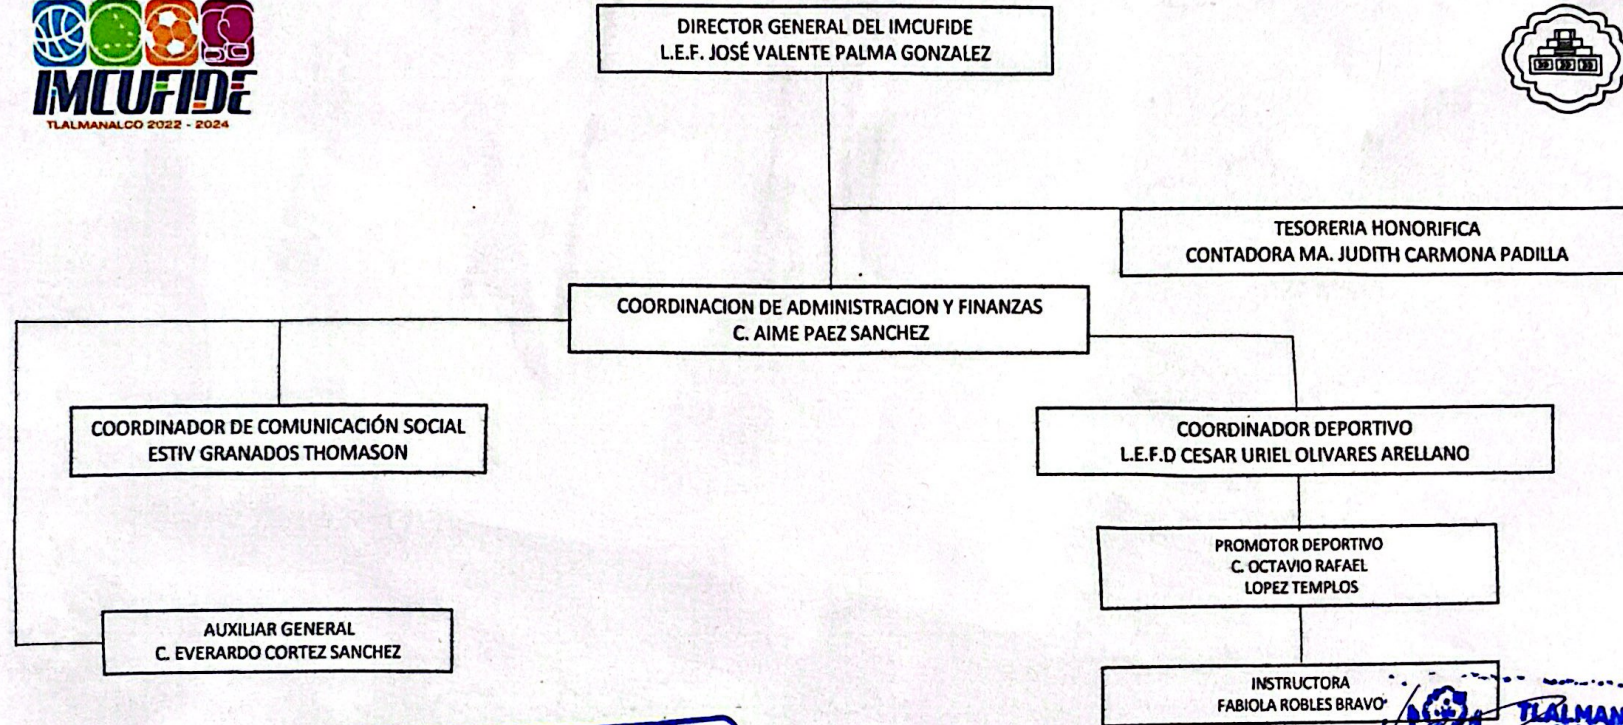 IMCUFIDE
TLALMANALCO 2022 - 2024
DIRECTOR GENERAL DEL IMCUFIDE
L.E.F. JOSÉ VALENTE PALMA GONZALEZ
TESORERIA HONORIFICA
CONTADORA MA. JUDITH CARMONA PADILLA
COORDINACION DE ADMINISTRACION Y FINANZAS
C. AIME PAEZ SANCHEZ
COORDINADOR DE COMUNICACIÓN SOCIAL
ESTIV GRANADOS THOMASON
COORDINADOR DEPORTIVO
L.E.F.D CESAR URIEL OLIVARES ARELLANO
PROMOTOR DEPORTIVO
C. OCTAVIO RAFAEL
LOPEZ TEMPLOS
AUXILIAR GENERAL
C. EVERARDO CORTEZ SANCHEZ
INSTRUCTORA
FABIOLA ROBLES BRAVO
TLALMAN